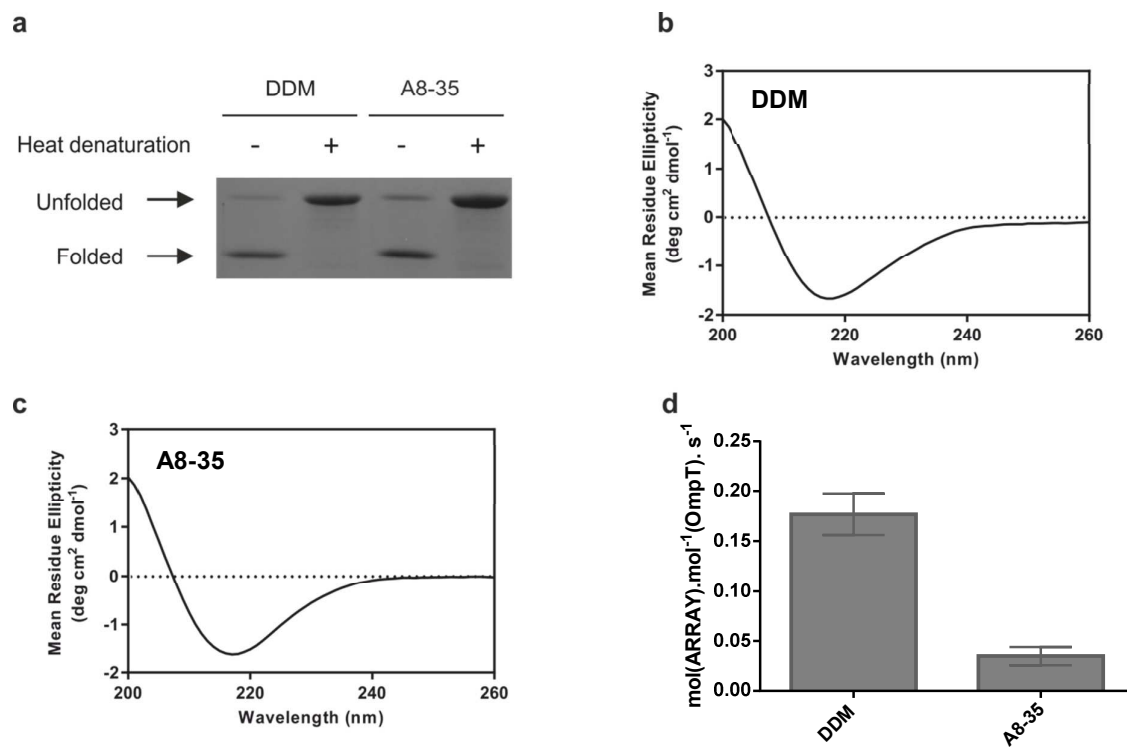 a
DDM
A8-35
Heat denaturation
-
+
-
+
Unfolded
Folded
b
DDM
Mean Residue Ellipticity
(deg cm² dmol⁻¹)
3
2
1
0
-1
-2
200
220
240
260
Wavelength (nm)
c
A8-35
Mean Residue Ellipticity
(deg cm² dmol⁻¹)
3
2
1
0
-1
-2
200
220
240
260
Wavelength (nm)
d
mol(ARRAY).mol⁻¹(OmpT). s⁻¹
0.25
0.20
0.15
0.10
0.05
0.00
DDM
A8-35